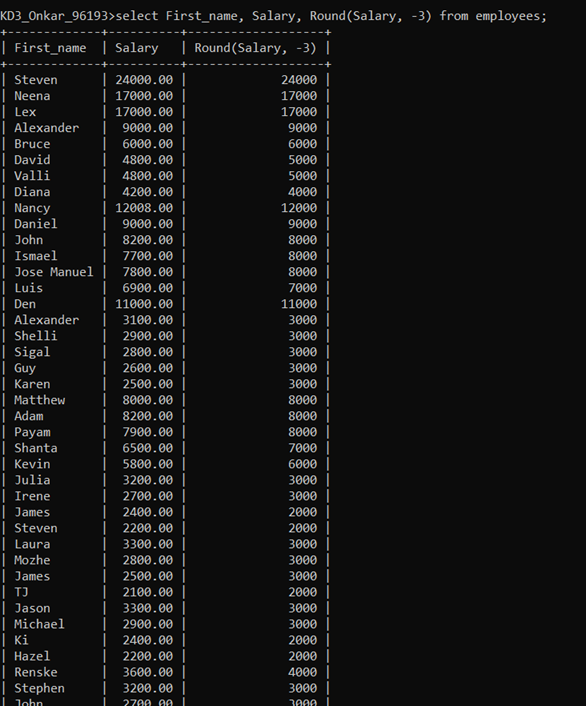 KD3_Onkar_96193>select First_name, Salary, Round(Salary, -3) from employees;
+-------------+----------+-------------------+
| First_name | Salary | Round(Salary, -3) |
+-------------+----------+-------------------+
| Steven | 24000.00 | 24000 |
| Neena | 17000.00 | 17000 |
| Lex | 17000.00 | 17000 |
| Alexander | 9000.00 | 9000 |
| Bruce | 6000.00 | 6000 |
| David | 4800.00 | 5000 |
| Valli | 4800.00 | 5000 |
| Diana | 4200.00 | 4000 |
| Nancy | 12008.00 | 12000 |
| Daniel | 9000.00 | 9000 |
| John | 8200.00 | 8000 |
| Ismael | 7700.00 | 8000 |
| Jose Manuel | 7800.00 | 8000 |
| Luis | 6900.00 | 7000 |
| Den | 11000.00 | 11000 |
| Alexander | 3100.00 | 3000 |
| Shelli | 2900.00 | 3000 |
| Sigal | 2800.00 | 3000 |
| Guy | 2600.00 | 3000 |
| Karen | 2500.00 | 3000 |
| Matthew | 8000.00 | 8000 |
| Adam | 8200.00 | 8000 |
| Payam | 7900.00 | 8000 |
| Shanta | 6500.00 | 7000 |
| Kevin | 5800.00 | 6000 |
| Julia | 3200.00 | 3000 |
| Irene | 2700.00 | 3000 |
| James | 2400.00 | 2000 |
| Steven | 2200.00 | 2000 |
| Laura | 3300.00 | 3000 |
| Mozhe | 2800.00 | 3000 |
| James | 2500.00 | 3000 |
| TJ | 2100.00 | 2000 |
| Jason | 3300.00 | 3000 |
| Michael | 2900.00 | 3000 |
| Ki | 2400.00 | 2000 |
| Hazel | 2200.00 | 2000 |
| Renske | 3600.00 | 4000 |
| Stephen | 3200.00 | 3000 |
| John | 2700.00 | 3000 |